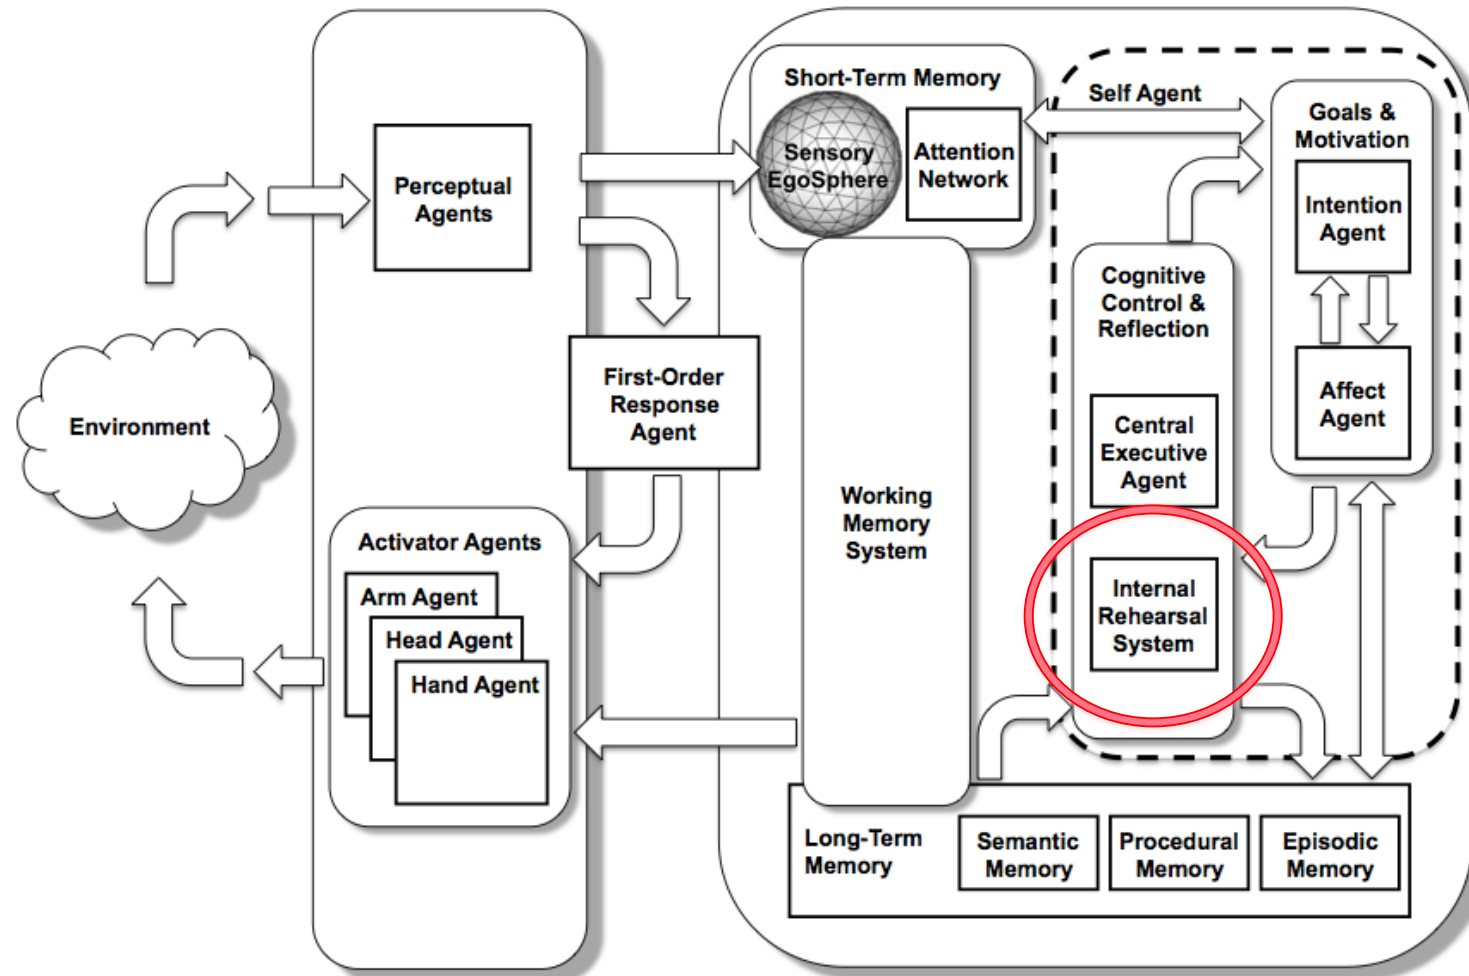 Short-Term Memory
Sensory
EgoSphere
Attention
Network
Self Agent
Goals &
Motivation
Intention
Agent
Affect
Agent
Perceptual
Agents
Cognitive
Control &
Reflection
Central
Executive
Agent
Internal
Rehearsal
System
First-Order
Response
Agent
Environment
Working
Memory
System
Activator Agents
Arm Agent
Head Agent
Hand Agent
Long-Term
Memory
Semantic
Memory
Procedural
Memory
Episodic
Memory